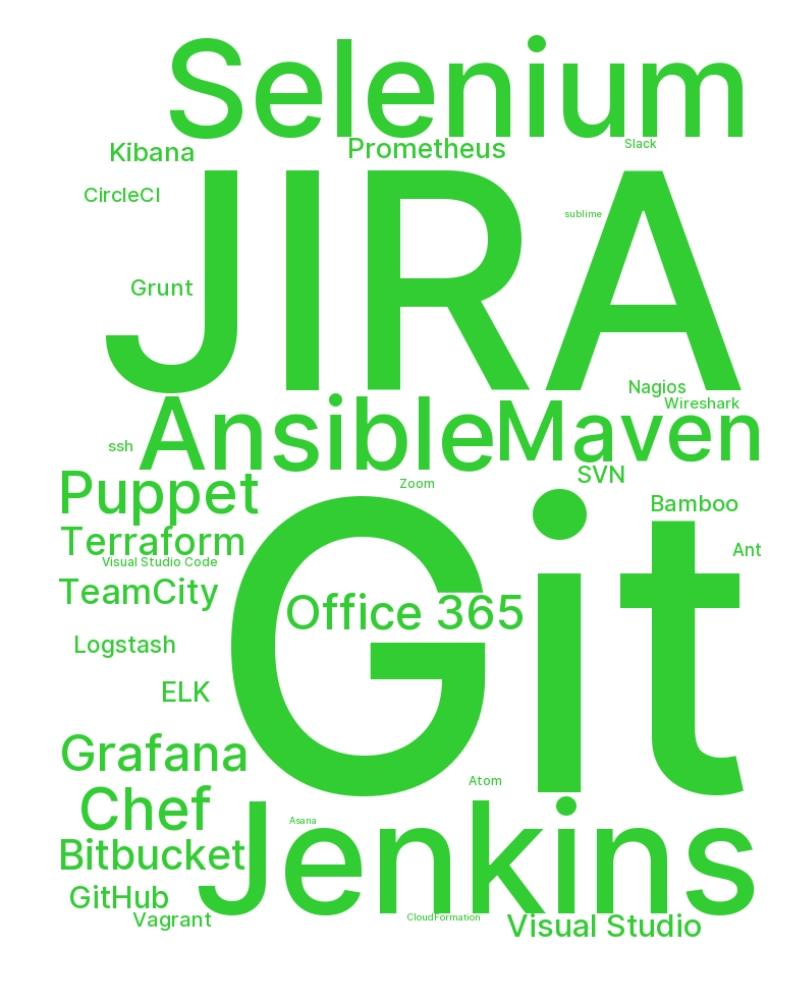 Selenium
Kibana
Prometheus
Slack
CircleCI
JIRA
sublime
Grunt
Nagios
Wireshark
ssh
Ansible
Maven
SVN
Puppet
Zoom
Bamboo
Terraform
Ant
Visual Studio Code
TeamCity
Git
Office 365
Logstash
ELK
Grafana
Atom
Chef
Asana
Jenkins
Bitbucket
GitHub
Vagrant
CloudFormation
Visual Studio